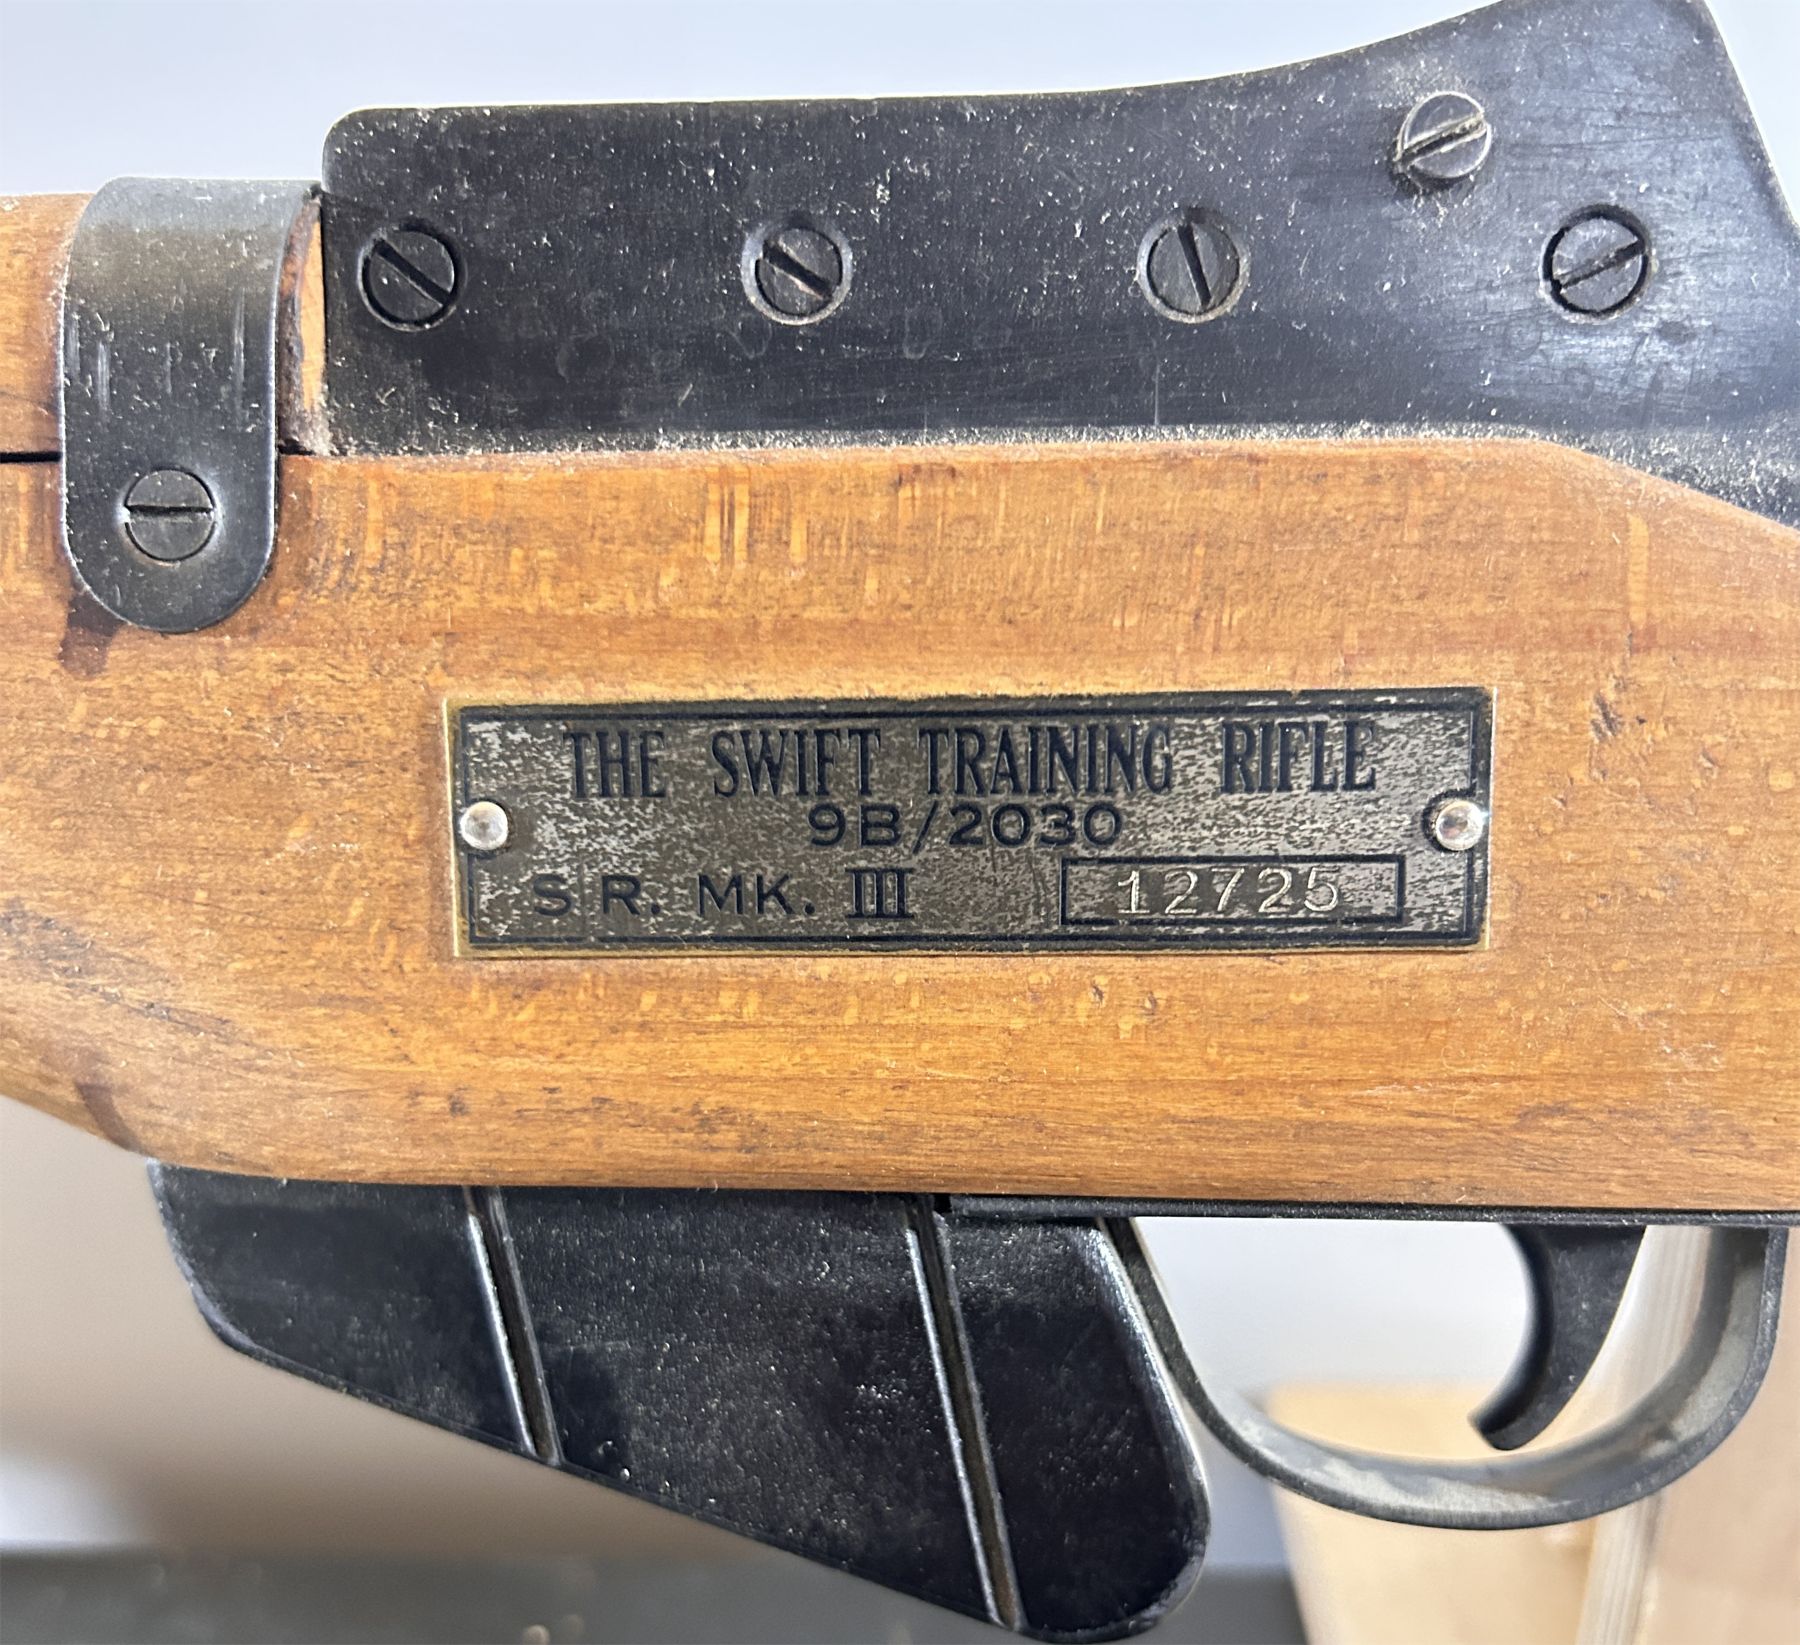 THE SWIFT TRAINING RIFLE
9B/2030
S R. MK. III 12725